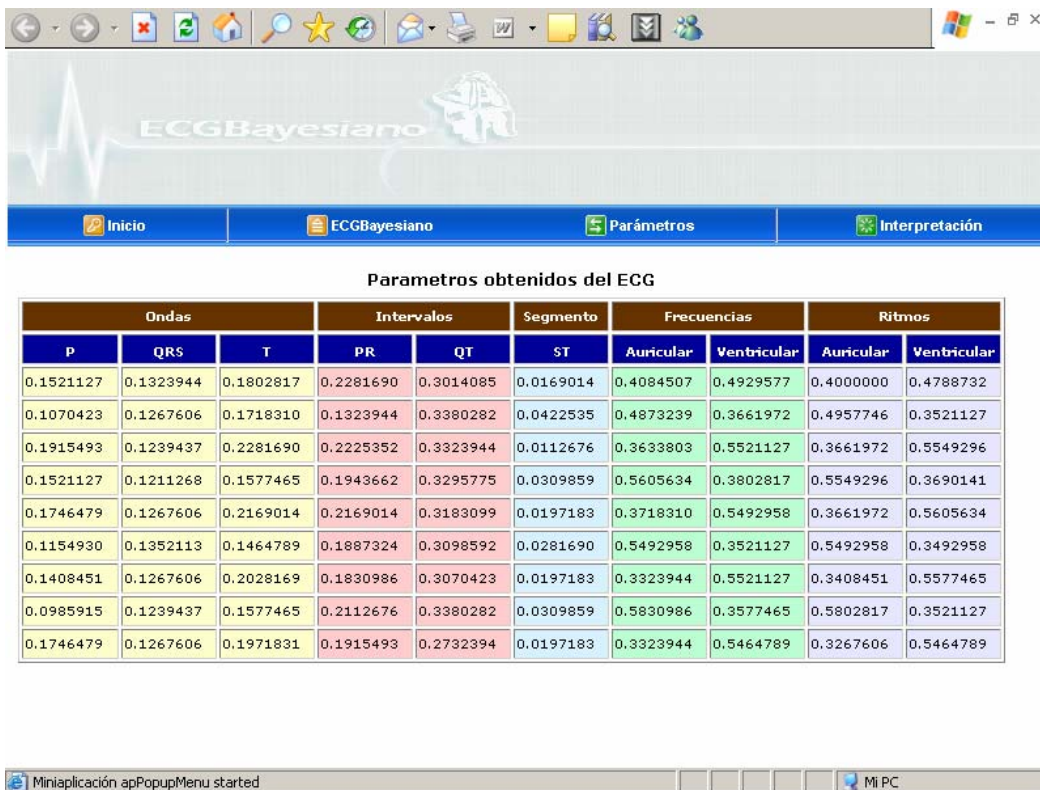 ECGBayesiano
Inicio ECGBayesiano Parámetros Interpretación
Parametros obtenidos del ECG
Ondas Intervalos Segmento Frecuencias Ritmos
P QRS T PR QT ST Auricular Ventricular Auricular Ventricular
0.1521127 0.1323944 0.1802817 0.2281690 0.3014085 0.0169014 0.4084507 0.4929577 0.4000000 0.4788732
0.1070423 0.1267606 0.1718310 0.1323944 0.3380282 0.0422535 0.4873239 0.3661972 0.4957746 0.3521127
0.1915493 0.1239437 0.2281690 0.2225352 0.3323944 0.0112676 0.3633803 0.5521127 0.3661972 0.5549296
0.1521127 0.1211268 0.1577465 0.1943662 0.3295775 0.0309859 0.5605634 0.3802817 0.5549296 0.3690141
0.1746479 0.1267606 0.2169014 0.2169014 0.3183099 0.0197183 0.3718310 0.5492958 0.3661972 0.5605634
0.1154930 0.1352113 0.1464789 0.1887324 0.3098592 0.0281690 0.5492958 0.3521127 0.5492958 0.3492958
0.1408451 0.1267606 0.2028169 0.1830986 0.3070423 0.0197183 0.3323944 0.5521127 0.3408451 0.5577465
0.0985915 0.1239437 0.1577465 0.2112676 0.3380282 0.0309859 0.5830986 0.3577465 0.5802817 0.3521127
0.1746479 0.1267606 0.1971831 0.1915493 0.2732394 0.0197183 0.3323944 0.5464789 0.3267606 0.5464789
Miniaplicación apPopupMenu started Mi PC